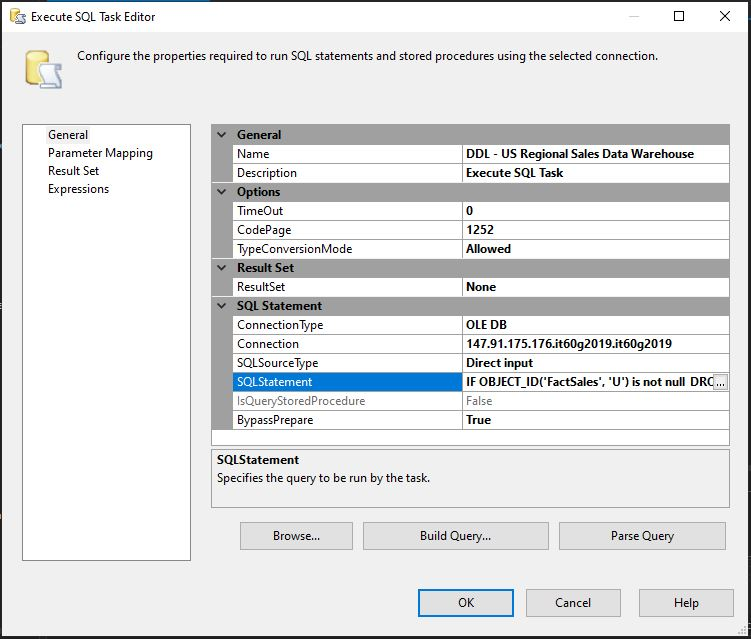 Execute SQL Task Editor
Configure the properties required to run SQL statements and stored procedures using the selected connection.
General
Parameter Mapping
Result Set
Expressions
General
Name DDL - US Regional Sales Data Warehouse
Description Execute SQL Task
Options
TimeOut 0
CodePage 1252
TypeConversionMode Allowed
Result Set
ResultSet None
SQL Statement
ConnectionType OLE DB
Connection 147.91.175.176.it60g2019.it60g2019
SQLSourceType Direct input
SQLStatement IF OBJECT_ID('FactSales', 'U') is not null DRO ...
IsQueryStoredProcedure False
BypassPrepare True
SQLStatement
Specifies the query to be run by the task.
Browse... Build Query... Parse Query
OK Cancel Help